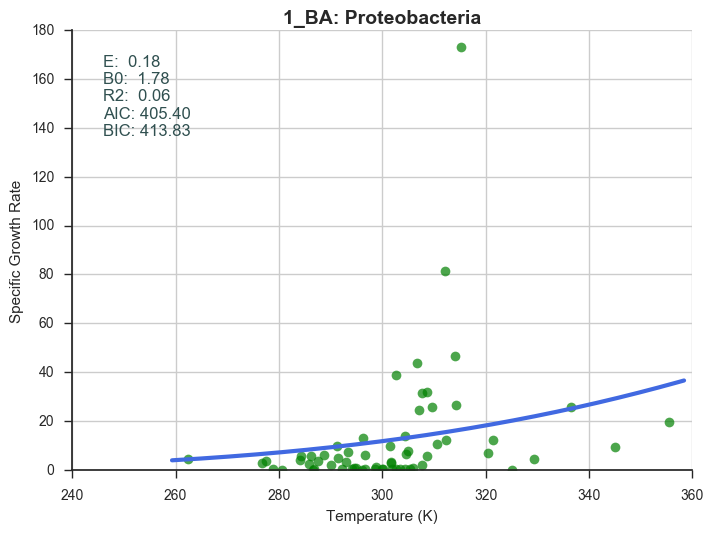 1_BA: Proteobacteria
E:  0.18
B0:  1.78
R2:  0.06
AIC: 405.40
BIC: 413.83
Specific Growth Rate
180
160
140
120
100
80
60
40
20
0
240
260
280
300
320
340
360
Temperature (K)